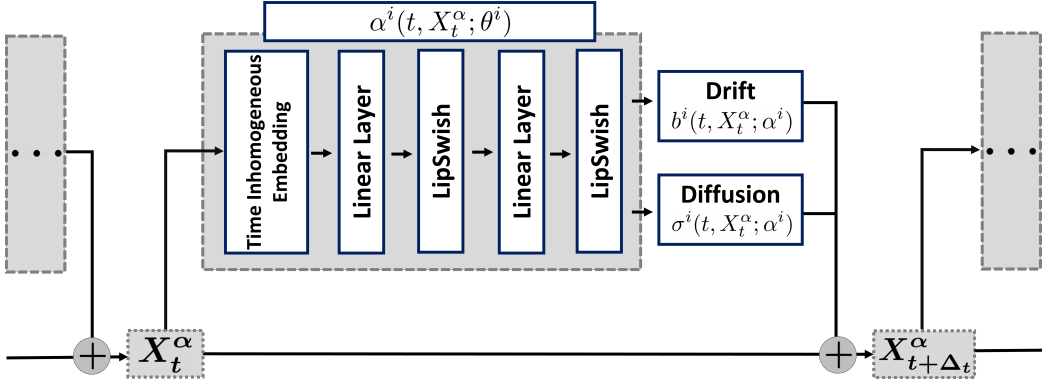 α^i(t, X_t^α; θ^i)
• • •
Time Inhomogeneous
Embedding
Linear Layer
LipSwish
Linear Layer
LipSwish
Drift
b^i(t, X_t^α; α^i)
Diffusion
σ^i(t, X_t^α; α^i)
• • •
+
X_t^α
+
X_{t+Δ_t}^α